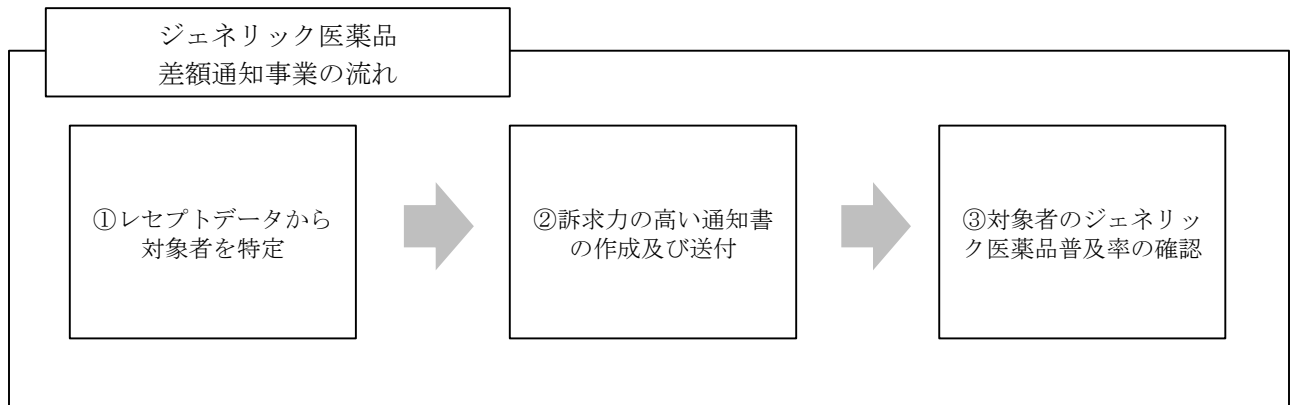 ジェネリック医薬品
差額通知事業の流れ
①レセプトデータから
対象者を特定
②訴求力の高い通知書
の作成及び送付
③対象者のジェネリッ
ク医薬品普及率の確認